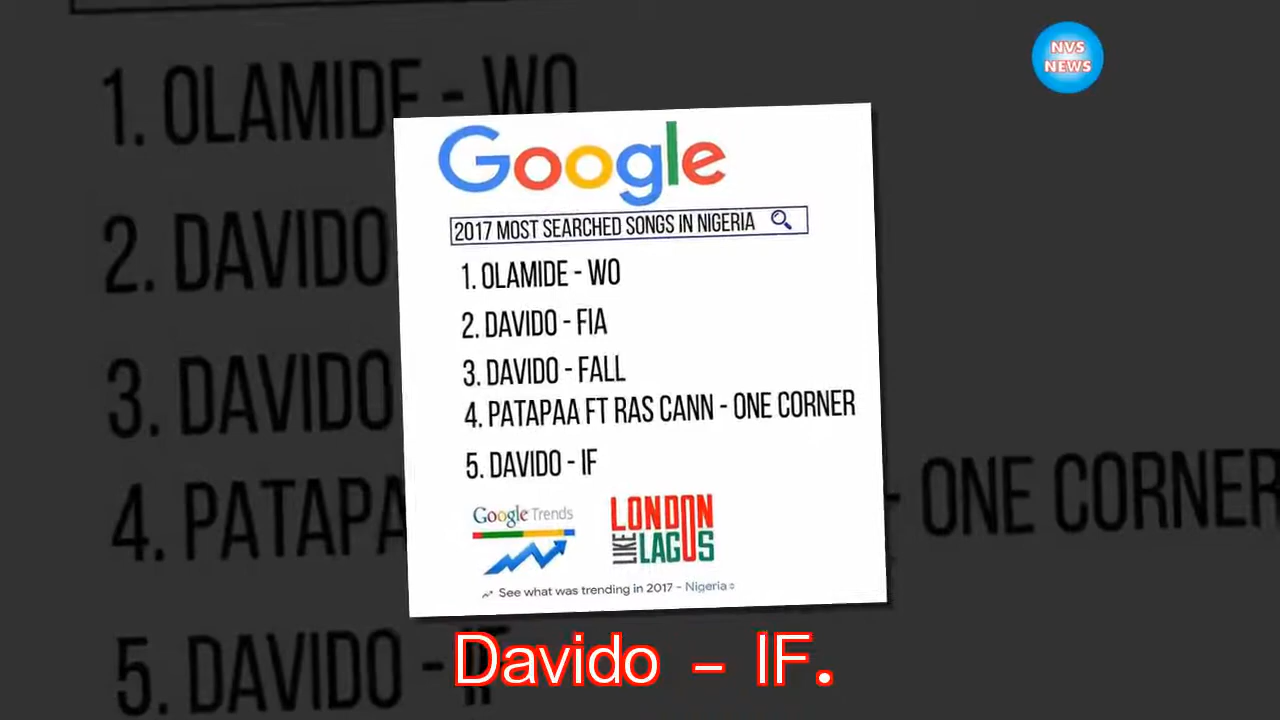 NVS
NEWS
1. OLAMIDE - WO
2. DAVIDO
3. DAVIDO
4. PATAPA
- ONE CORNER
5. DAVIDO - IF
Google
2017 MOST SEARCHED SONGS IN NIGERIA
1. OLAMIDE - WO
2. DAVIDO - FIA
3. DAVIDO - FALL
4. PATAPAA FT RAS CANN - ONE CORNER
5. DAVIDO - IF
Google Trends
LONDON
LIKE
LAGOS
See what was trending in 2017 - Nigeria
Davido - IF.